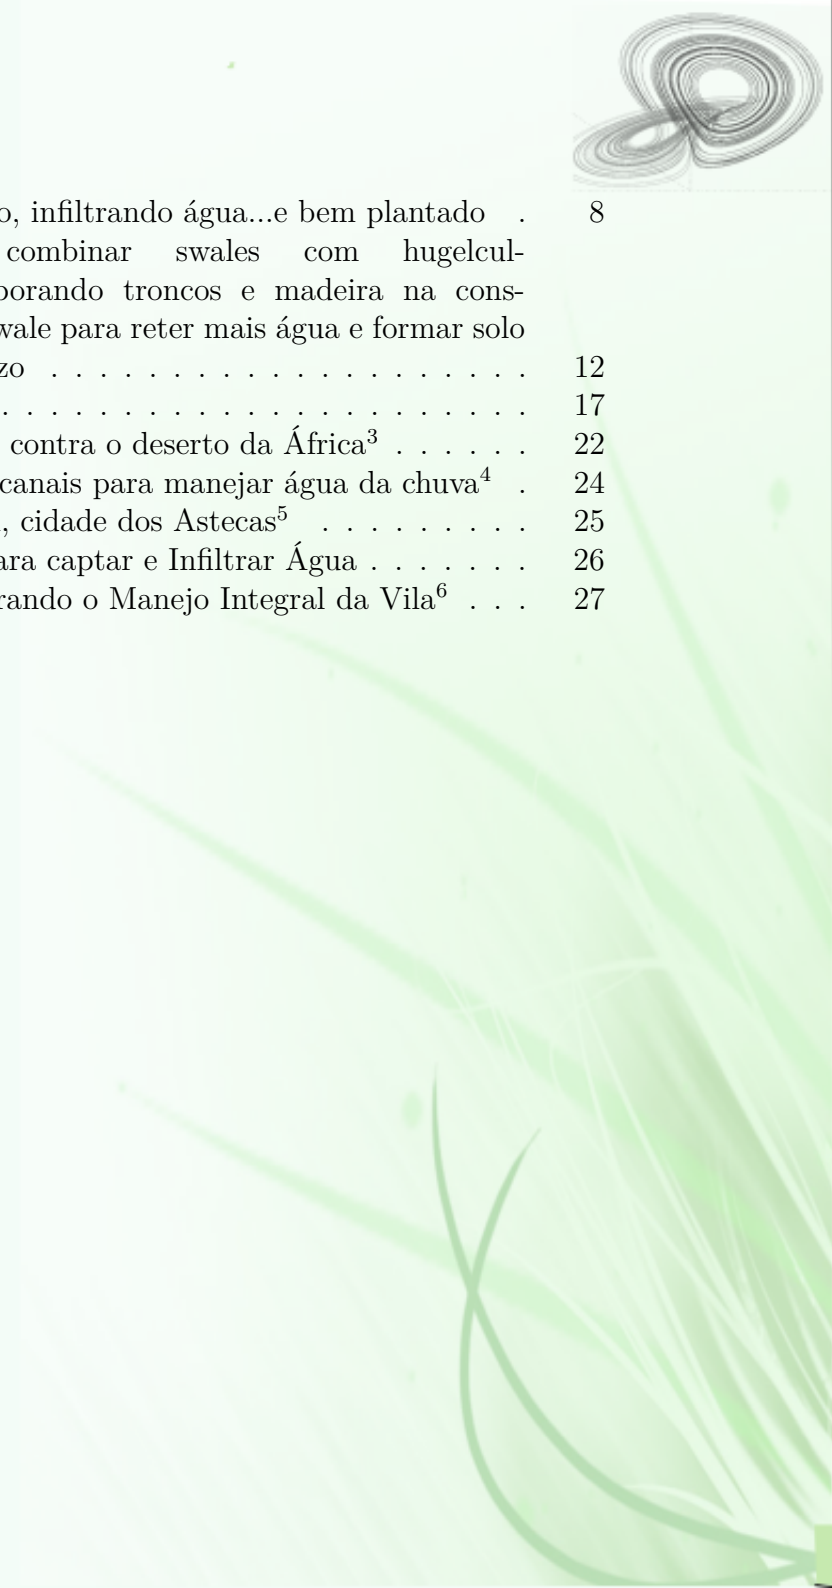 o, infiltrando água...e bem plantado . 8
combinar swales com hugelcul-
porando troncos e madeira na cons-
wale para reter mais água e formar solo
zo . . . . . . . . . . . . . . . . . . . . 12
. . . . . . . . . . . . . . . . . . . . . . 17
contra o deserto da África³ . . . . . . 22
canais para manejar água da chuva⁴ . 24
, cidade dos Astecas⁵ . . . . . . . . . 25
ara captar e Infiltrar Água . . . . . . . 26
rando o Manejo Integral da Vila⁶ . . . 27